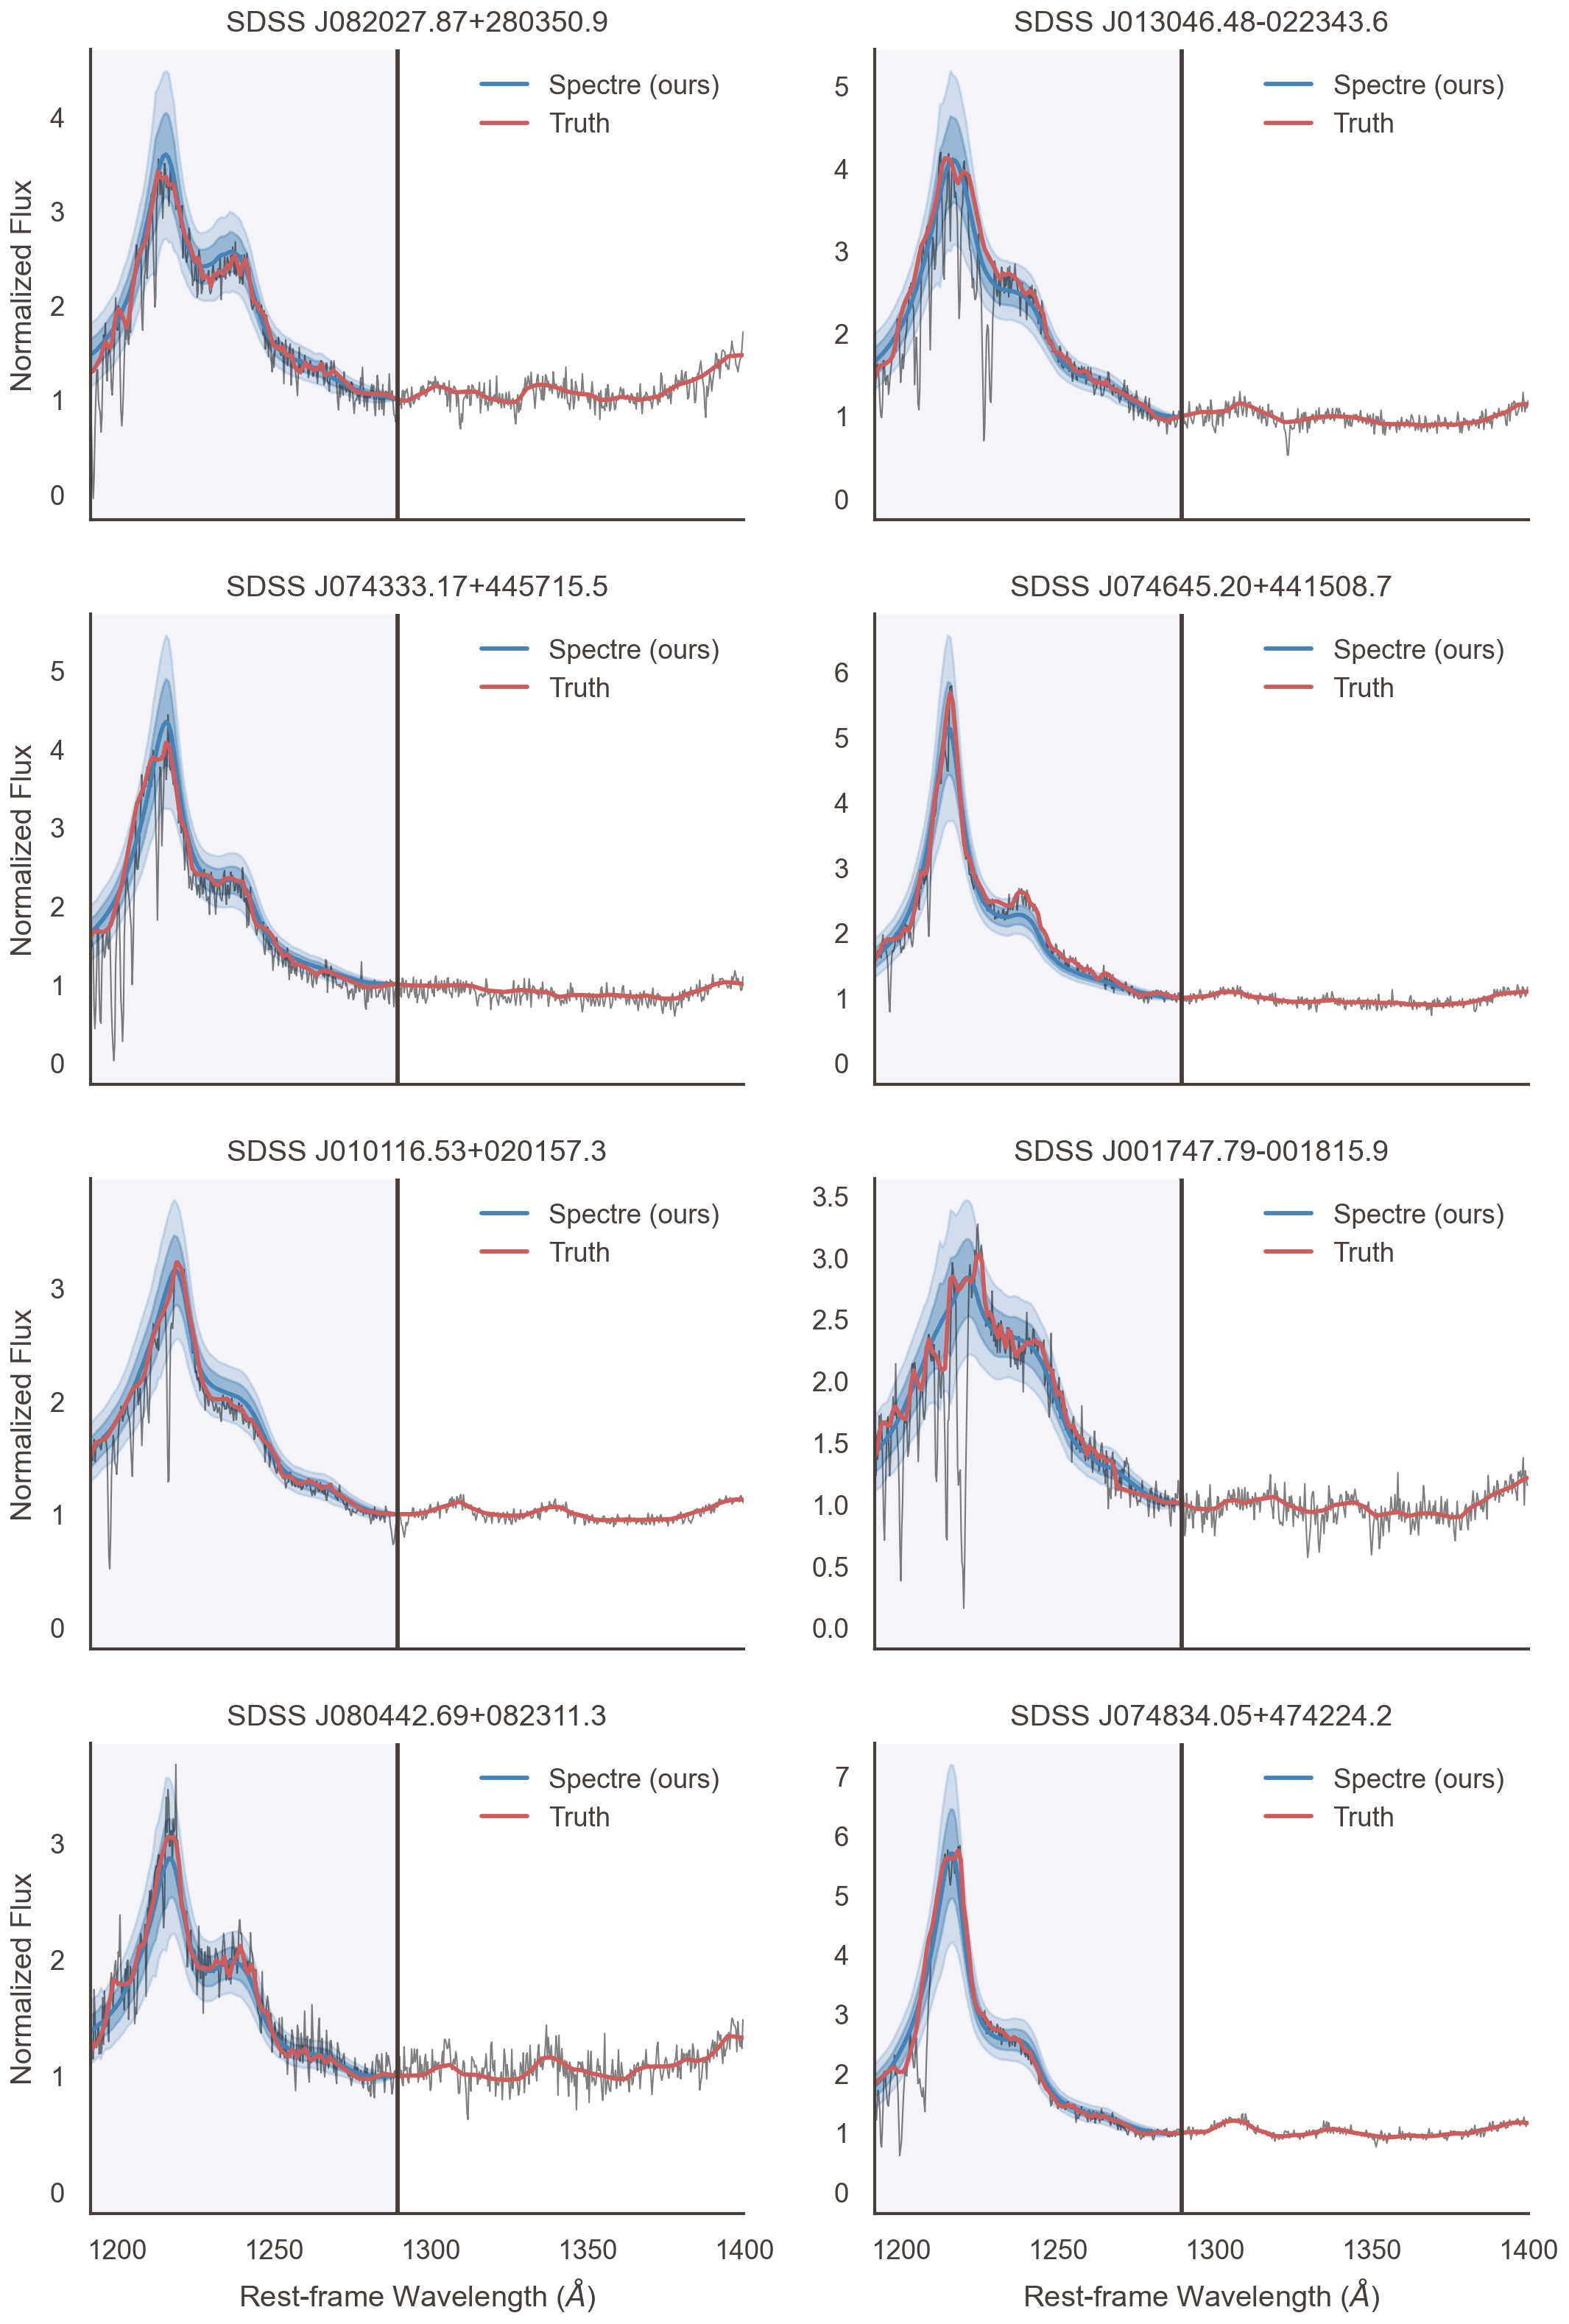 SDSS J082027.87+280350.9
SDSS J013046.48-022343.6
Normalized Flux
4
3
2
1
0
Spectre (ours)
Truth
5
4
3
2
1
0
Spectre (ours)
Truth
SDSS J074333.17+445715.5
SDSS J074645.20+441508.7
Normalized Flux
5
4
3
2
1
0
Spectre (ours)
Truth
6
5
4
3
2
1
0
Spectre (ours)
Truth
SDSS J010116.53+020157.3
SDSS J001747.79-001815.9
Normalized Flux
3
2
1
0
Spectre (ours)
Truth
3.5
3.0
2.5
2.0
1.5
1.0
0.5
0.0
Spectre (ours)
Truth
SDSS J080442.69+082311.3
SDSS J074834.05+474224.2
Normalized Flux
3
2
1
0
Spectre (ours)
Truth
7
6
5
4
3
2
1
0
Spectre (ours)
Truth
1200 1250 1300 1350 1400
1200 1250 1300 1350 1400
Rest-frame Wavelength (Å)
Rest-frame Wavelength (Å)